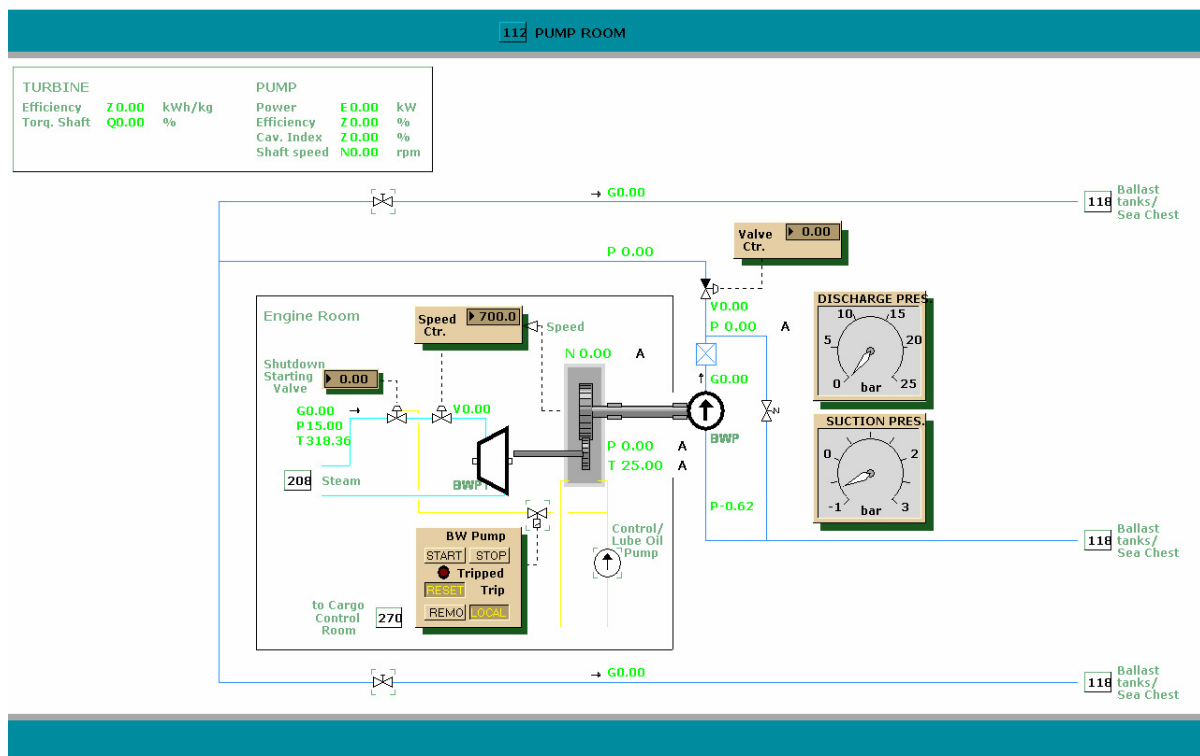 112 PUMP ROOM
TURBINE
Efficiency Z0.00 kWh/kg
Torq. Shaft Q0.00 %
PUMP
Power E0.00 kW
Efficiency Z0.00 %
Cav. Index Z0.00 %
Shaft speed N0.00 rpm
G0.00
118 Ballast
tanks/
Sea Chest
Valve
Ctr.
0.00
P 0.00
V0.00
P 0.00 A
G0.00
BWP
P-0.62
DISCHARGE PRES.
0 5 10 15 20 25
bar
SUCTION PRES.
-1 0 2 3
bar
Engine Room
Speed
Ctr.
700.0
Speed
N 0.00 A
Shutdown
Starting
Valve
0.00
G0.00
P15.00
T318.36
V0.00
P 0.00 A
T 25.00 A
208 Steam
Control/
Lube Oil
Pump
BW Pump
START STOP
Tripped
RESET Trip
REMO LOCAL
to Cargo
Control
Room
270
118 Ballast
tanks/
Sea Chest
G0.00
118 Ballast
tanks/
Sea Chest